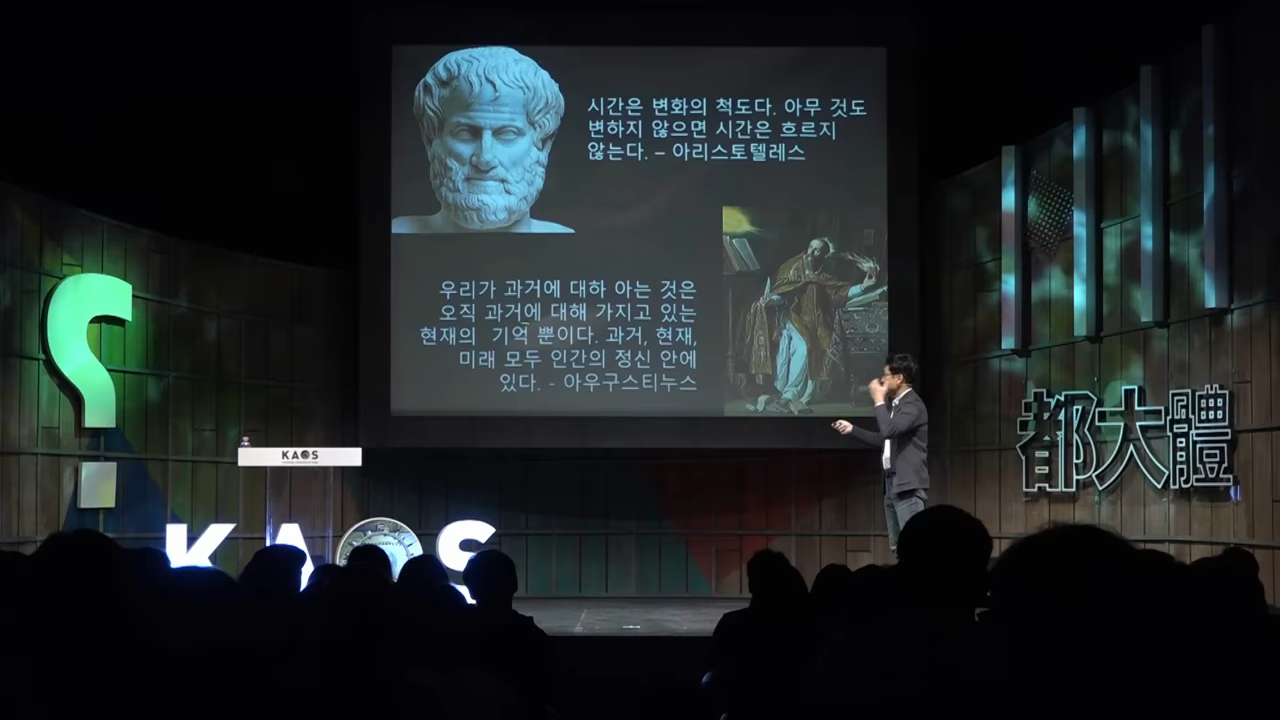 시간은 변화의 척도다. 아무 것도
변하지 않으면 시간은 흐르지
않는다. – 아리스토텔레스
우리가 과거에 대하 아는 것은
오직 과거에 대해 가지고 있는
현재의 기억 뿐이다. 과거, 현재,
미래 모두 인간의 정신 안에
있다. - 아우구스티누스
KAOS
都大體
KAOS